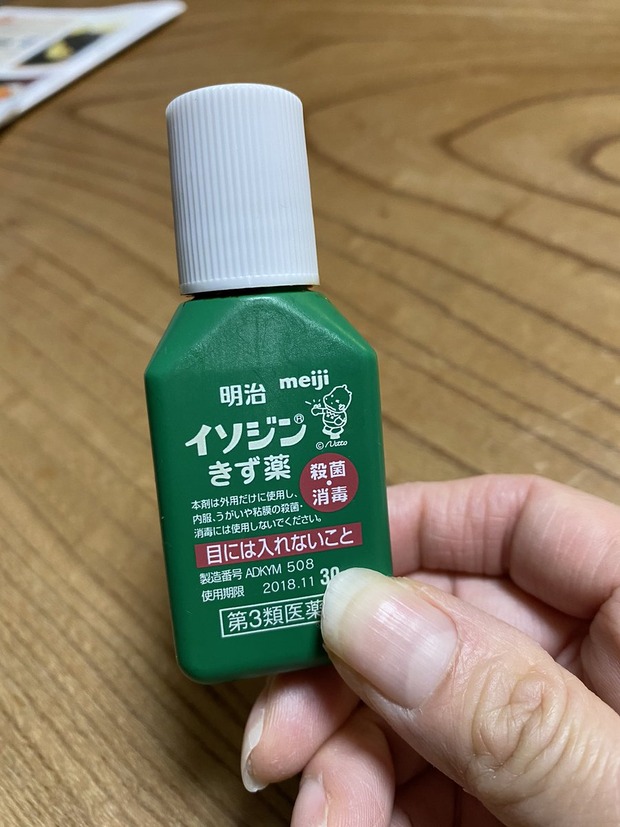 明治 meiji
イソジン®
©Nitto
きず薬
殺菌・消毒
本剤は外用だけに使用し、
内服、うがいや粘膜の殺菌・
消毒には使用しないでください。
目には入れないこと
製造番号 ADKYM 508
使用期限 2018.11
第3類医薬